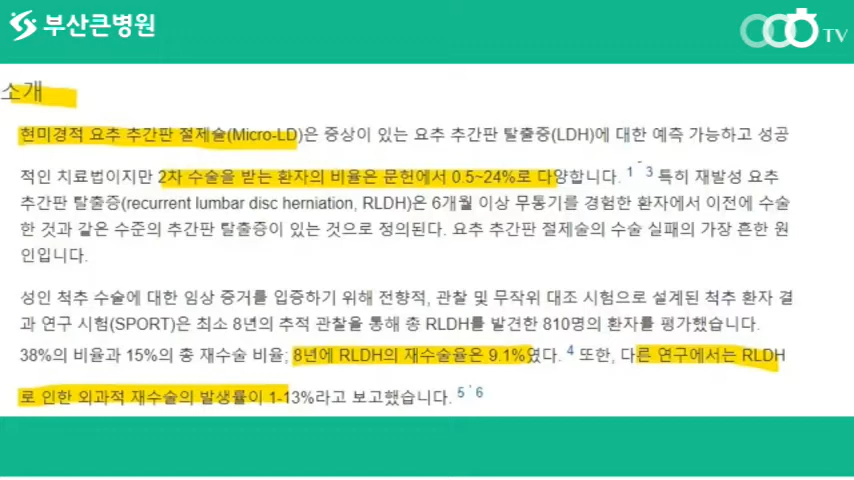 부산큰병원
TV
소개
현미경적 요추 추간판 절제술(Micro-LD)은 증상이 있는 요추 추간판 탈출증(LDH)에 대한 예측 가능하고 성공
적인 치료법이지만 2차 수술을 받는 환자의 비율은 문헌에서 0.5~24%로 다양합니다. 1 - 3 특히 재발성 요추
추간판 탈출증(recurrent lumbar disc herniation, RLDH)은 6개월 이상 무통기를 경험한 환자에서 이전에 수술
한 것과 같은 수준의 추간판 탈출증이 있는 것으로 정의된다. 요추 추간판 절제술의 수술 실패의 가장 흔한 원
인입니다.
성인 척추 수술에 대한 임상 증거를 입증하기 위해 전향적, 관찰 및 무작위 대조 시험으로 설계된 척추 환자 결
과 연구 시험(SPORT)은 최소 8년의 추적 관찰을 통해 총 RLDH를 발견한 810명의 환자를 평가했습니다.
38%의 비율과 15%의 총 재수술 비율; 8년에 RLDH의 재수술율은 9.1%였다. 4 또한, 다른 연구에서는 RLDH
로 인한 외과적 재수술의 발생률이 1-13%라고 보고했습니다. 5 , 6